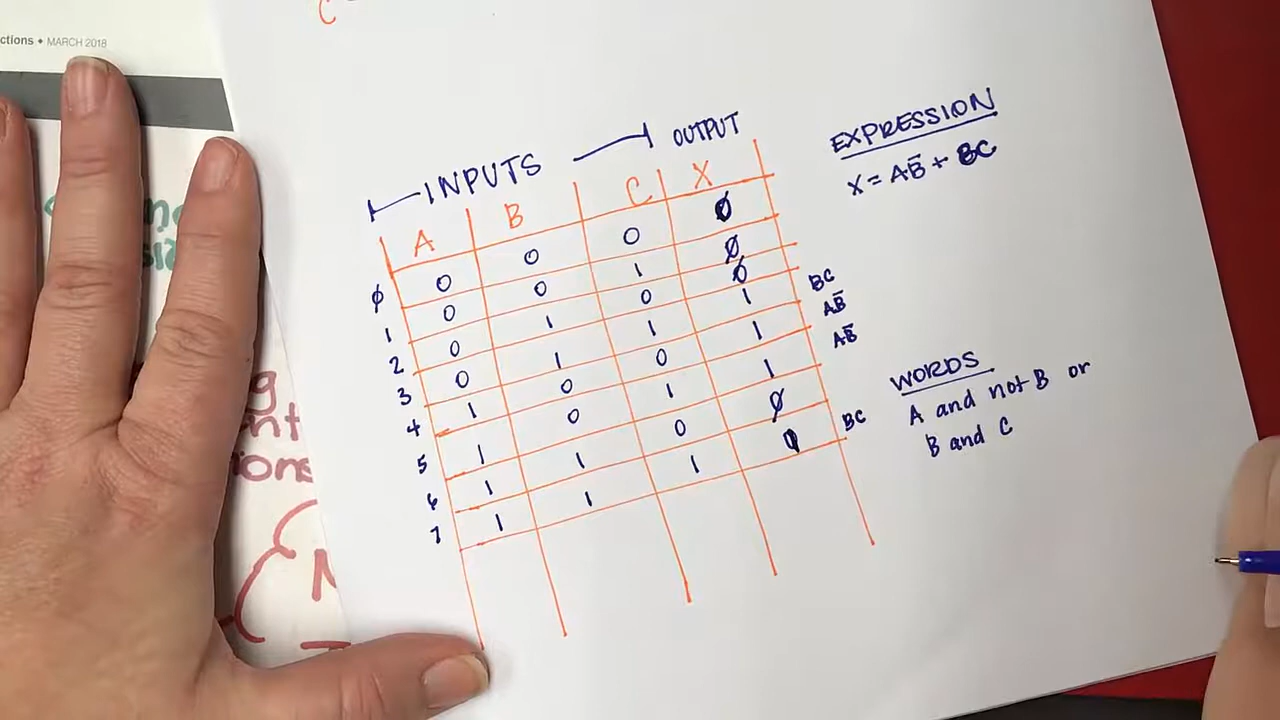 ctions • MARCH 2018
C
INPUTS OUTPUT
A B C X
0 0 0 0 0
1 0 0 1 0
2 0 1 0 0
3 0 1 1 1 BC
4 1 0 0 1 AB̅
5 1 0 1 1 AB̅
6 1 1 0 0
7 1 1 1 1 BC
EXPRESSION
X = AB̅ + BC
WORDS
A and not B or
B and C